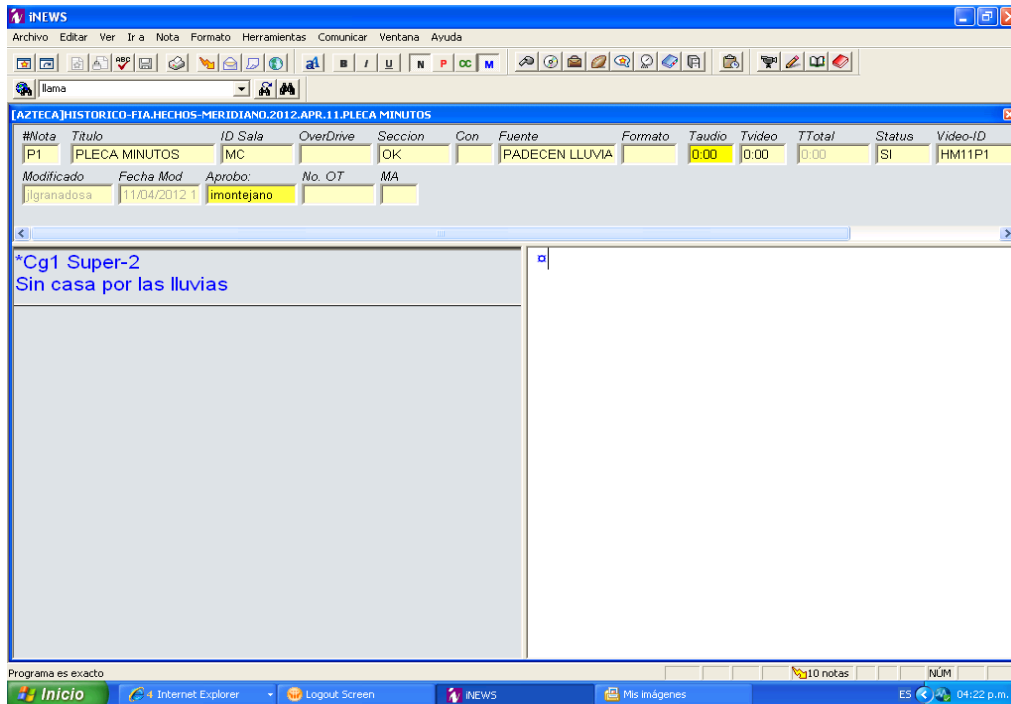 iNEWS
Archivo Editar Ver Ir a Nota Formato Herramientas Comunicar Ventana Ayuda
ABC a1 B I U N P CC M
llama
[AZTECA]HISTORICO-FIA.HECHOS-MERIDIANO.2012.APR.11.PLECA MINUTOS
#Nota Titulo ID Sala OverDrive Seccion Con Fuente Formato Taudio Tvideo TTotal Status Video-ID
P1 PLECA MINUTOS MC OK PADECEN LLUVIA 0:00 0:00 0:00 SI HM11P1
Modificado Fecha Mod Aprobo: No. OT MA
jlgranadosa 11/04/2012 1 imontejano
*Cg1 Super-2
Sin casa por las lluvias
Programa es exacto 10 notas NÚM
Inicio 4 Internet Explorer Logout Screen iNEWS Mis imágenes ES 04:22 p.m.